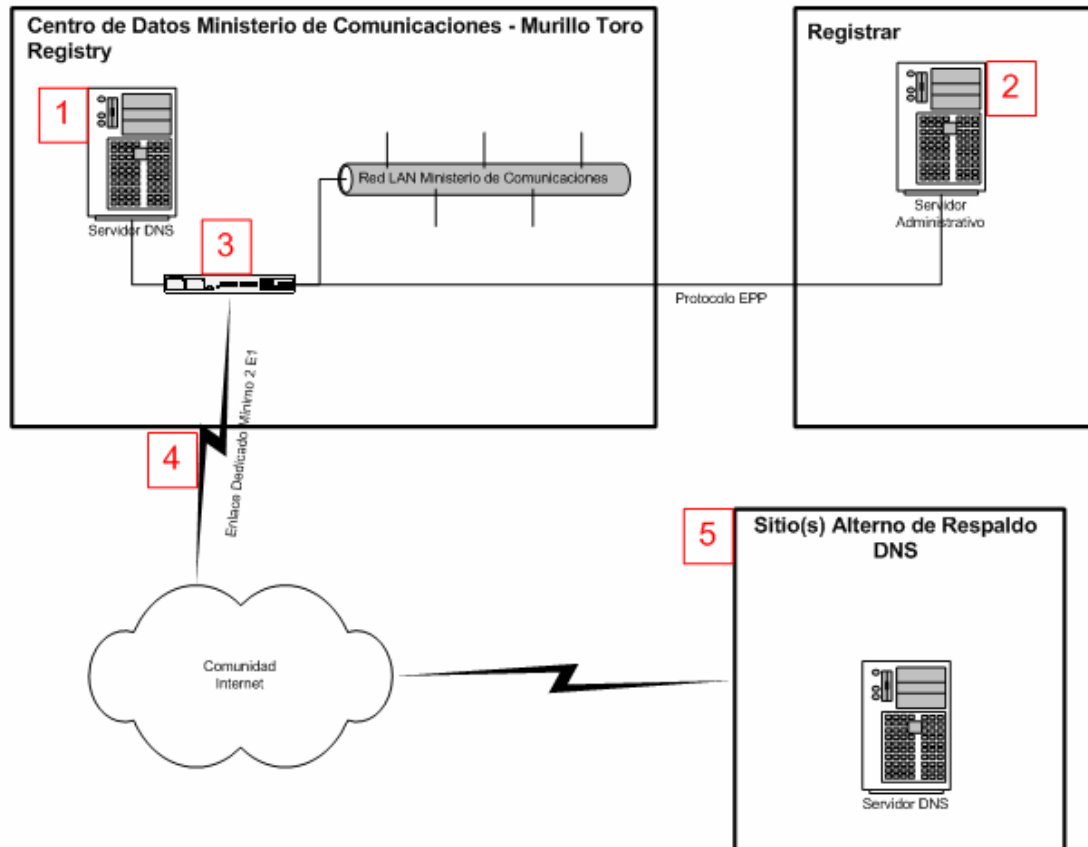 Centro de Datos Ministerio de Comunicaciones - Murillo Toro
Registry
1
Servidor DNS
3
Red LAN Ministerio de Comunicaciones
Registrar
2
Servidor
Administrativo
Protocolo EPP
4
Enlace Dedicado Minimo 2 E1
Comunidad
Internet
5
Sitio(s) Alterno de Respaldo
DNS
Servidor DNS